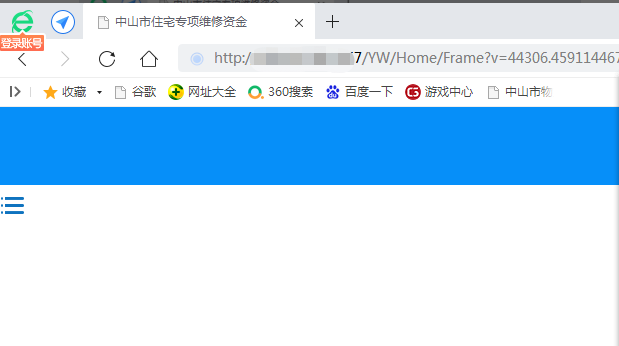 中山市住宅专项维修资金
登录账号
http:/ 7/YW/Home/Frame?v=44306.459114467
收藏 谷歌 网址大全 360搜索 百度一下 游戏中心 中山市物